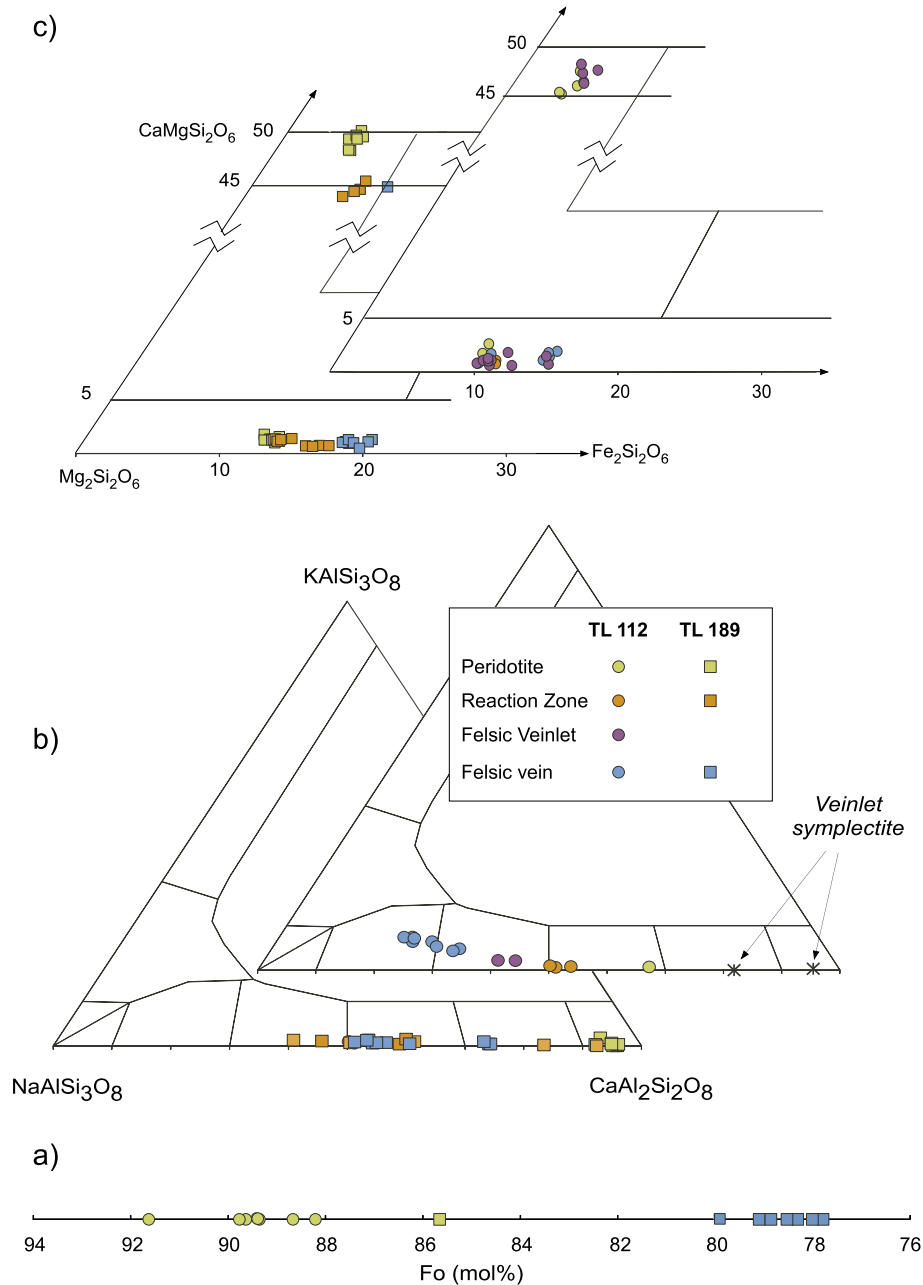 c)
50
45
CaMgSi2O6
50
45
5
10
20
30
5
10
20
30
Fe2Si2O6
Mg2Si2O6
KAlSi3O8
TL 112 TL 189
Peridotite
Reaction Zone
Felsic Veinlet
Felsic vein
b)
Veinlet
symplectite
NaAlSi3O8
CaAl2Si2O8
a)
94 92 90 88 86 84 82 80 78 76
Fo (mol%)